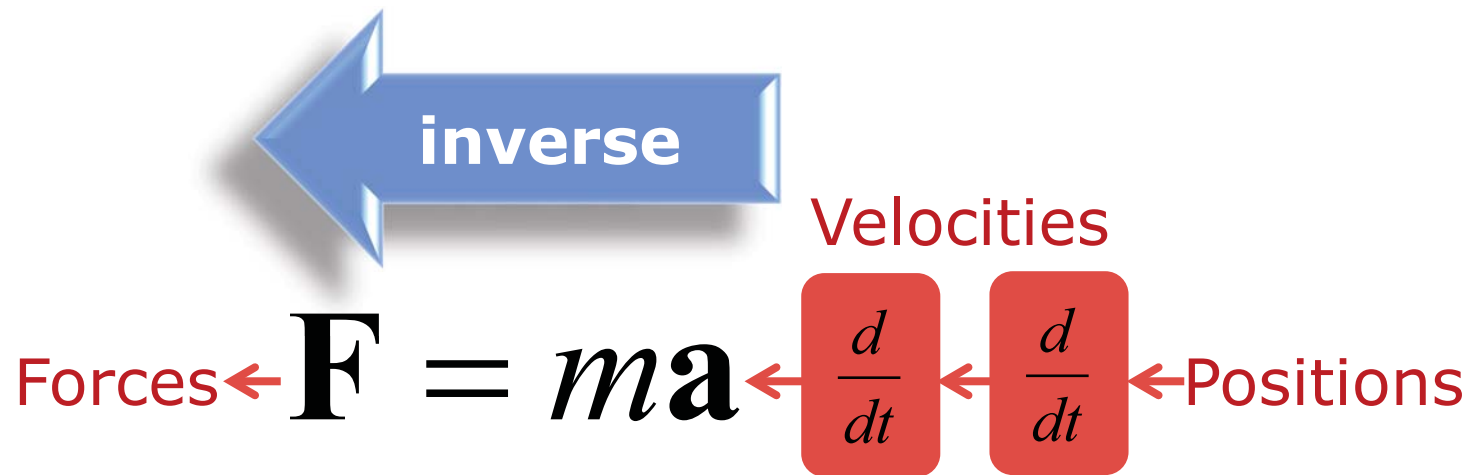 inverse
Velocities
Forces F = ma d/dt d/dt Positions